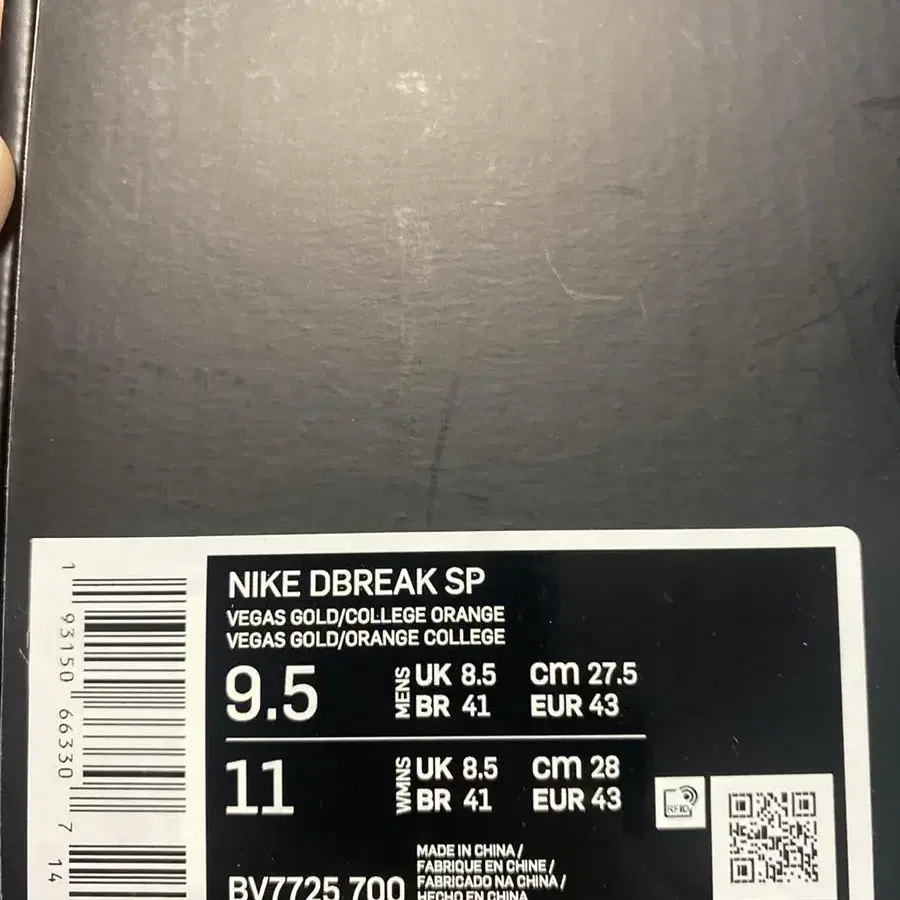 NIKE DBREAK SP
VEGAS GOLD/COLLEGE ORANGE
VEGAS GOLD/ORANGE COLLEGE
9.5 MENS UK 8.5 cm 27.5
BR 41 EUR 43
11 WMNS UK 8.5 cm 28
BR 41 EUR 43
RFID
MADE IN CHINA /
FABRIQUE EN CHINE /
FABRICADO NA CHINA /
HECHO EN CHINA
BV7725 700
1 93150 66330 7
14